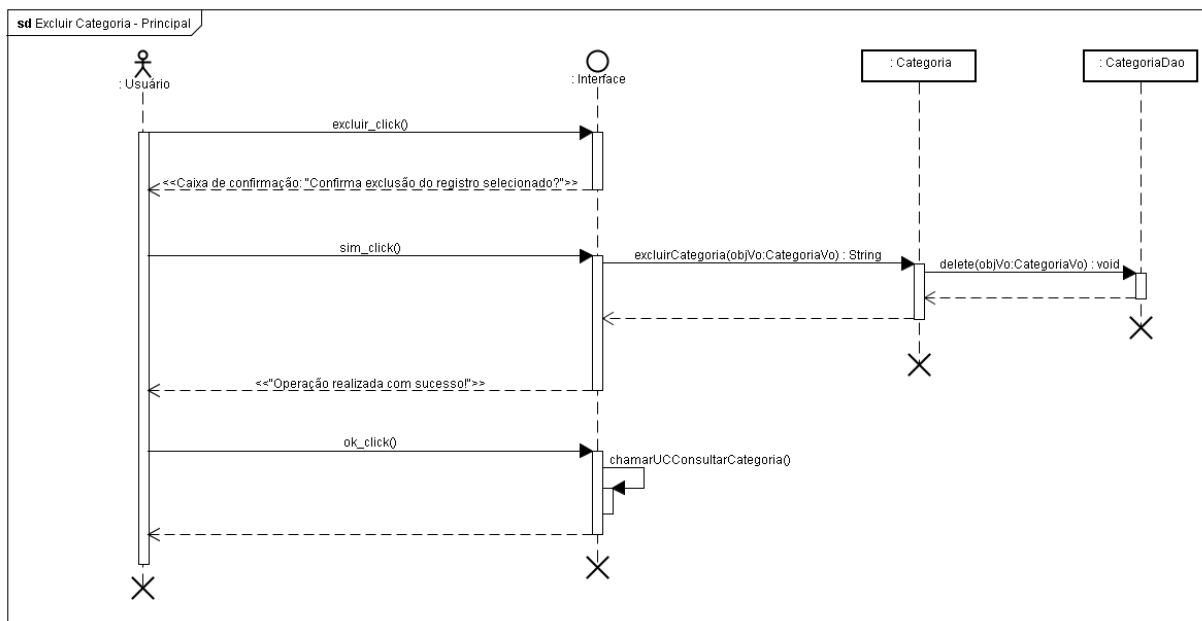 sd Excluir Categoria - Principal
: Usuário
: Interface
: Categoria
: CategoriaDao
excluir_click()
<<Caixa de confirmação: "Confirma exclusão do registro selecionado?">>
sim_click()
excluirCategoria(objVo:CategoriaVo) : String
delete(objVo:CategoriaVo) : void
<<"Operação realizada com sucesso!">>
ok_click()
chamarUCConsultarCategoria()